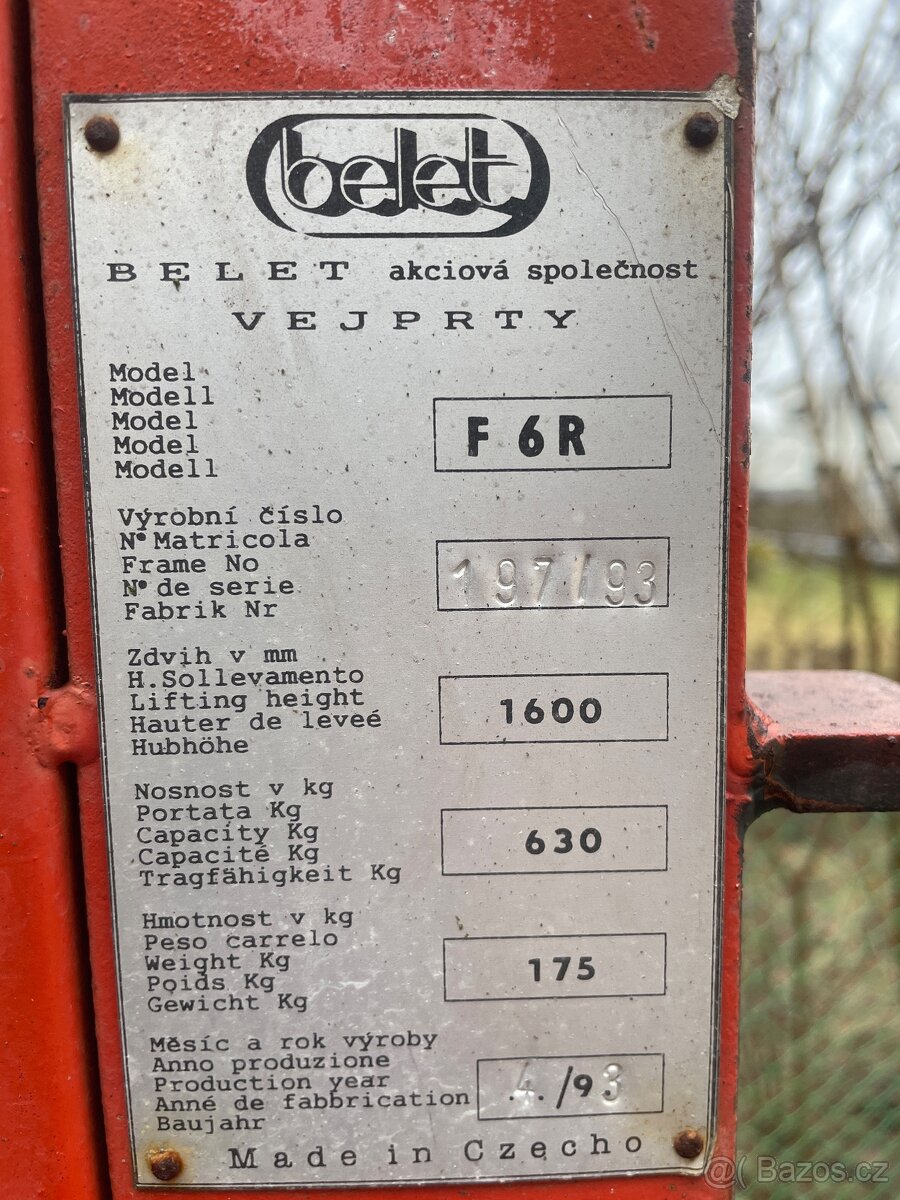 belet
BELET akciová společnost
VEJPRTY
Model
Modell
Model
Model
Modell
F 6R
Výrobní číslo
N° Matricola
Frame No
N° de serie
Fabrik Nr
197/93
Zdvih v mm
H.Sollevamento
Lifting height
Hauter de leveé
Hubhöhe
1600
Nosnost v kg
Portata Kg
Capacity Kg
Capacité Kg
Tragfähigkeit Kg
630
Hmotnost v kg
Peso carrelo
Weight Kg
Poids Kg
Gewicht Kg
175
Měsíc a rok výroby
Anno produzione
Production year
Anné de fabbrication
Baujahr
4/93
Made in Czecho
@( Bazos.cz